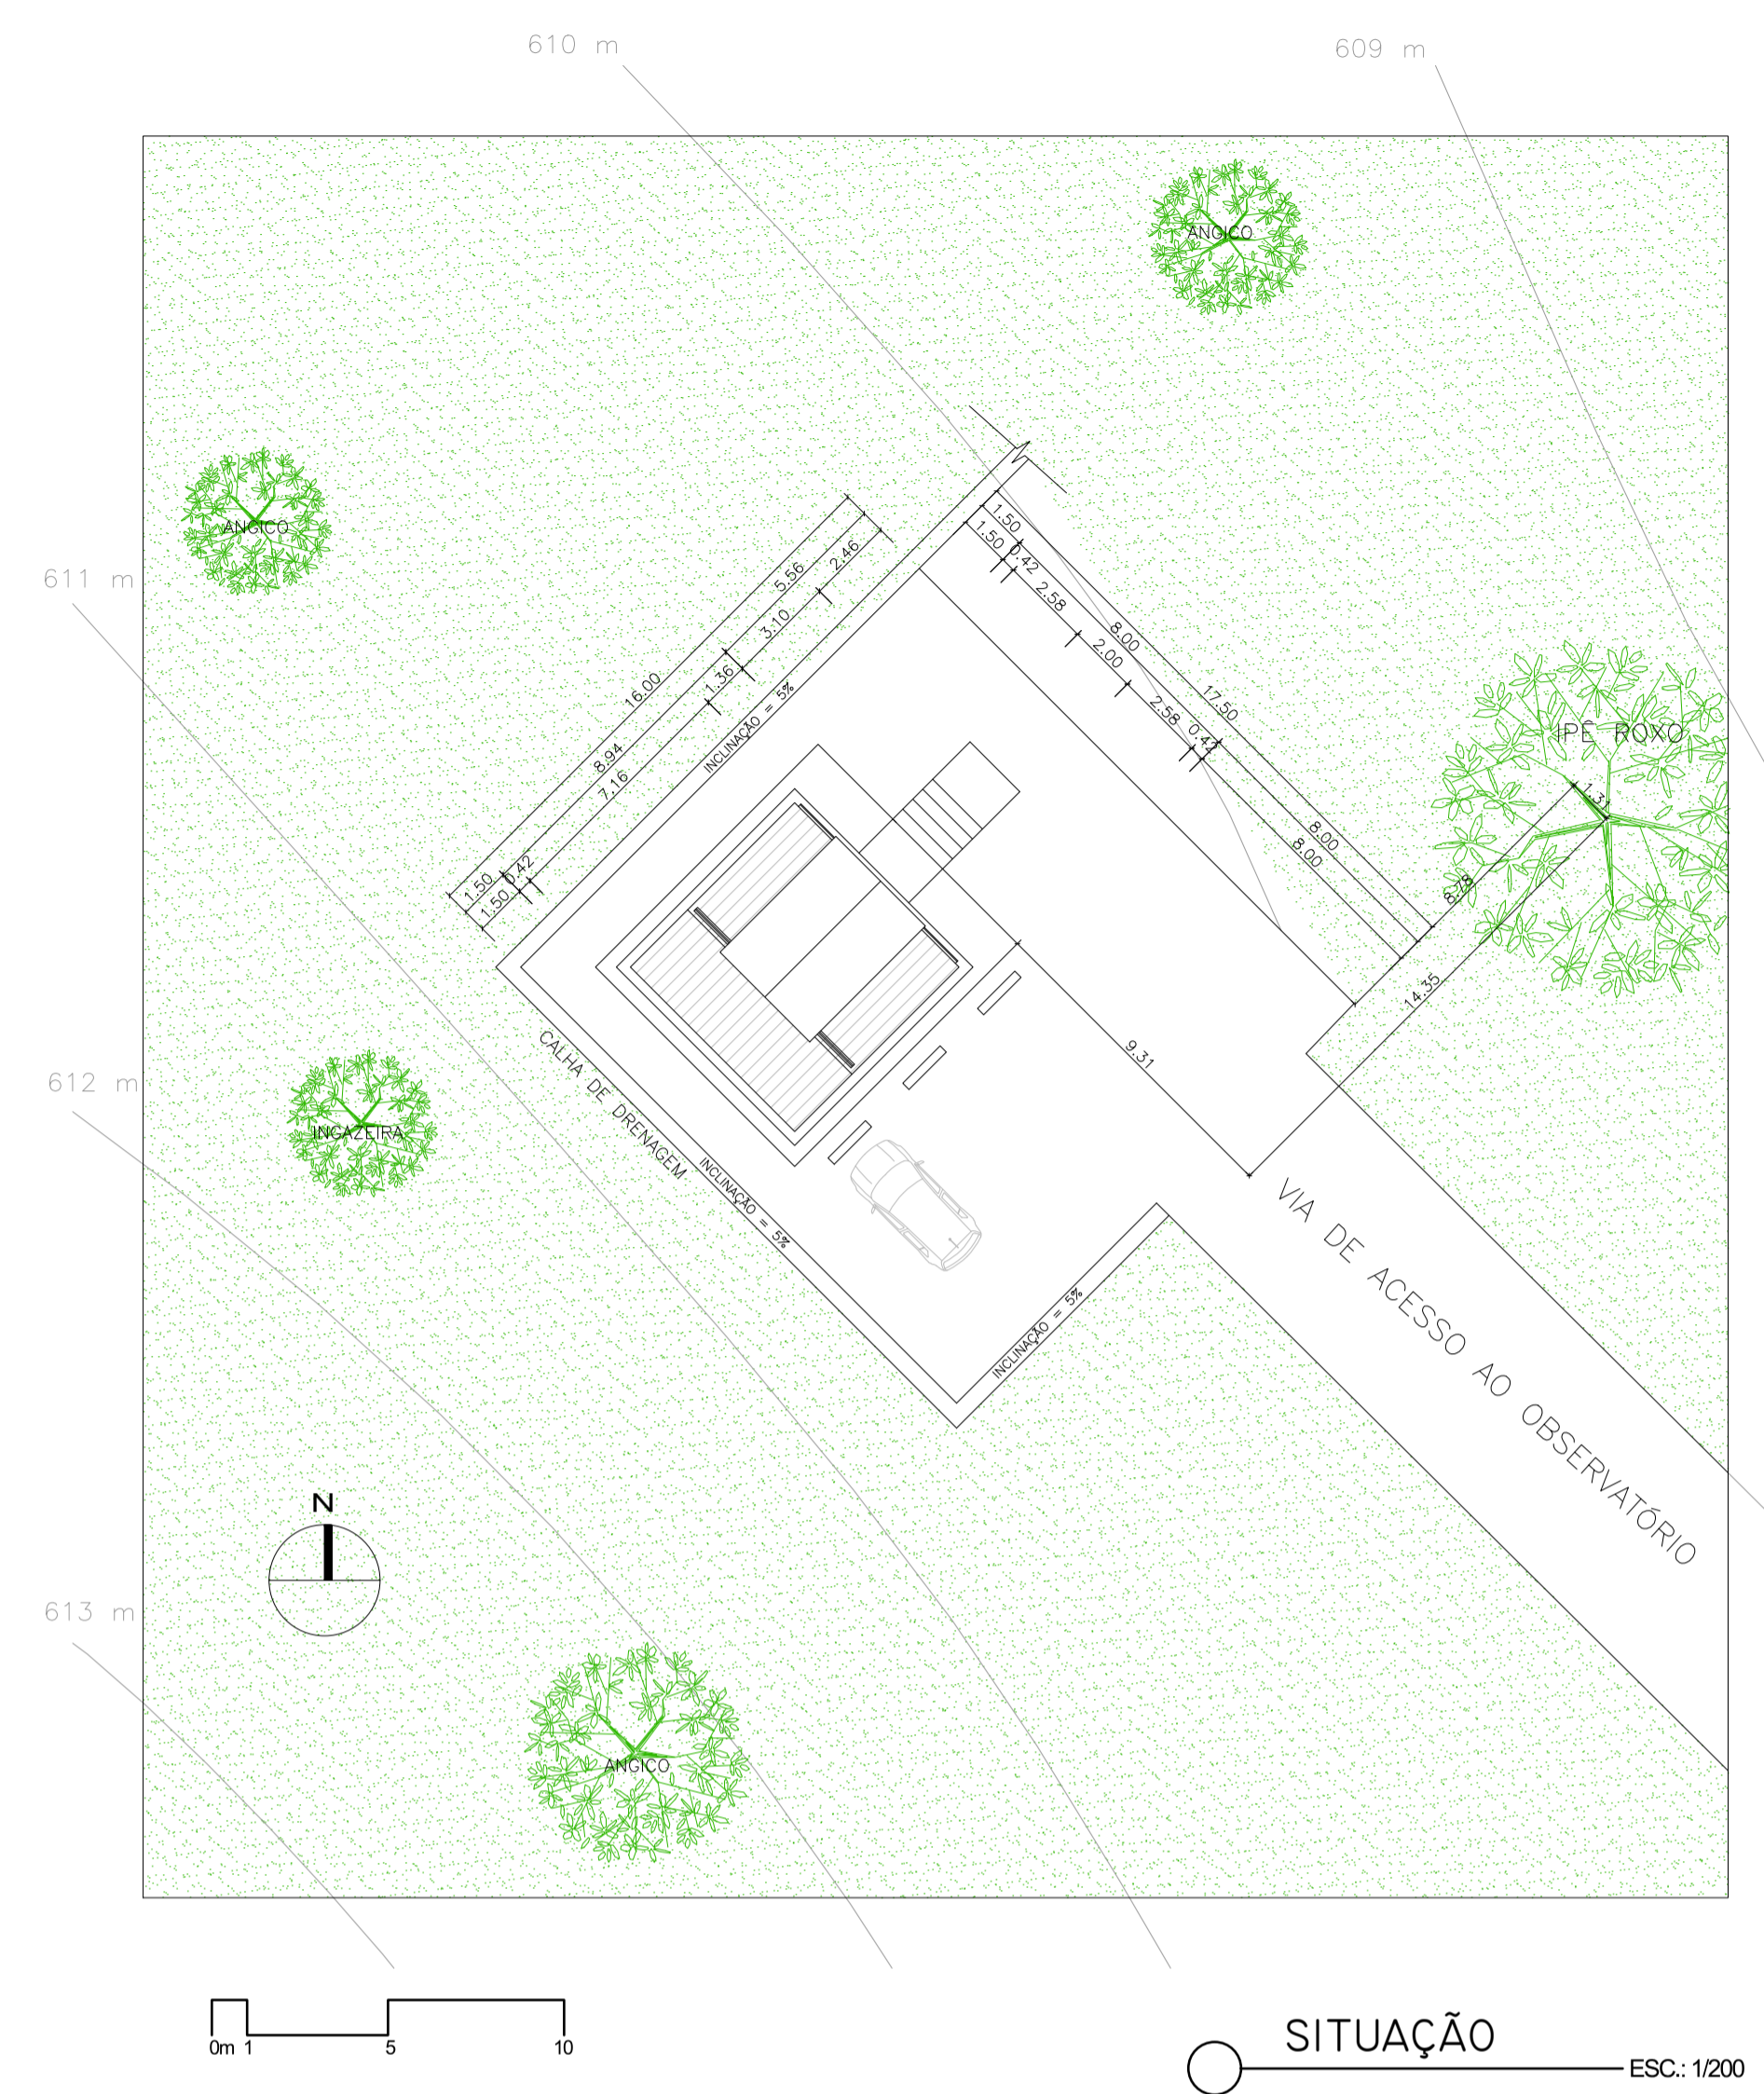 610 m
609 m
ANGICO
ANGICO
611 m
1.50
1.50
0.42
2.58
8.00
2.00
17.50
2.58
0.42
8.00
8.00
2.46
5.56
3.10
1.36
16.00
8.94
7.16
0.42
1.50
1.50
INCLINAÇÃO = 5%
IPÊ ROXO
1.31
8.78
14.35
9.31
CALHA DE DRENAGEM
INCLINAÇÃO = 5%
612 m
INGAZEIRA
INCLINAÇÃO = 5%
VIA DE ACESSO AO OBSERVATÓRIO
N
613 m
ANGICO
0m 1 5 10
SITUAÇÃO
ESC.: 1/200